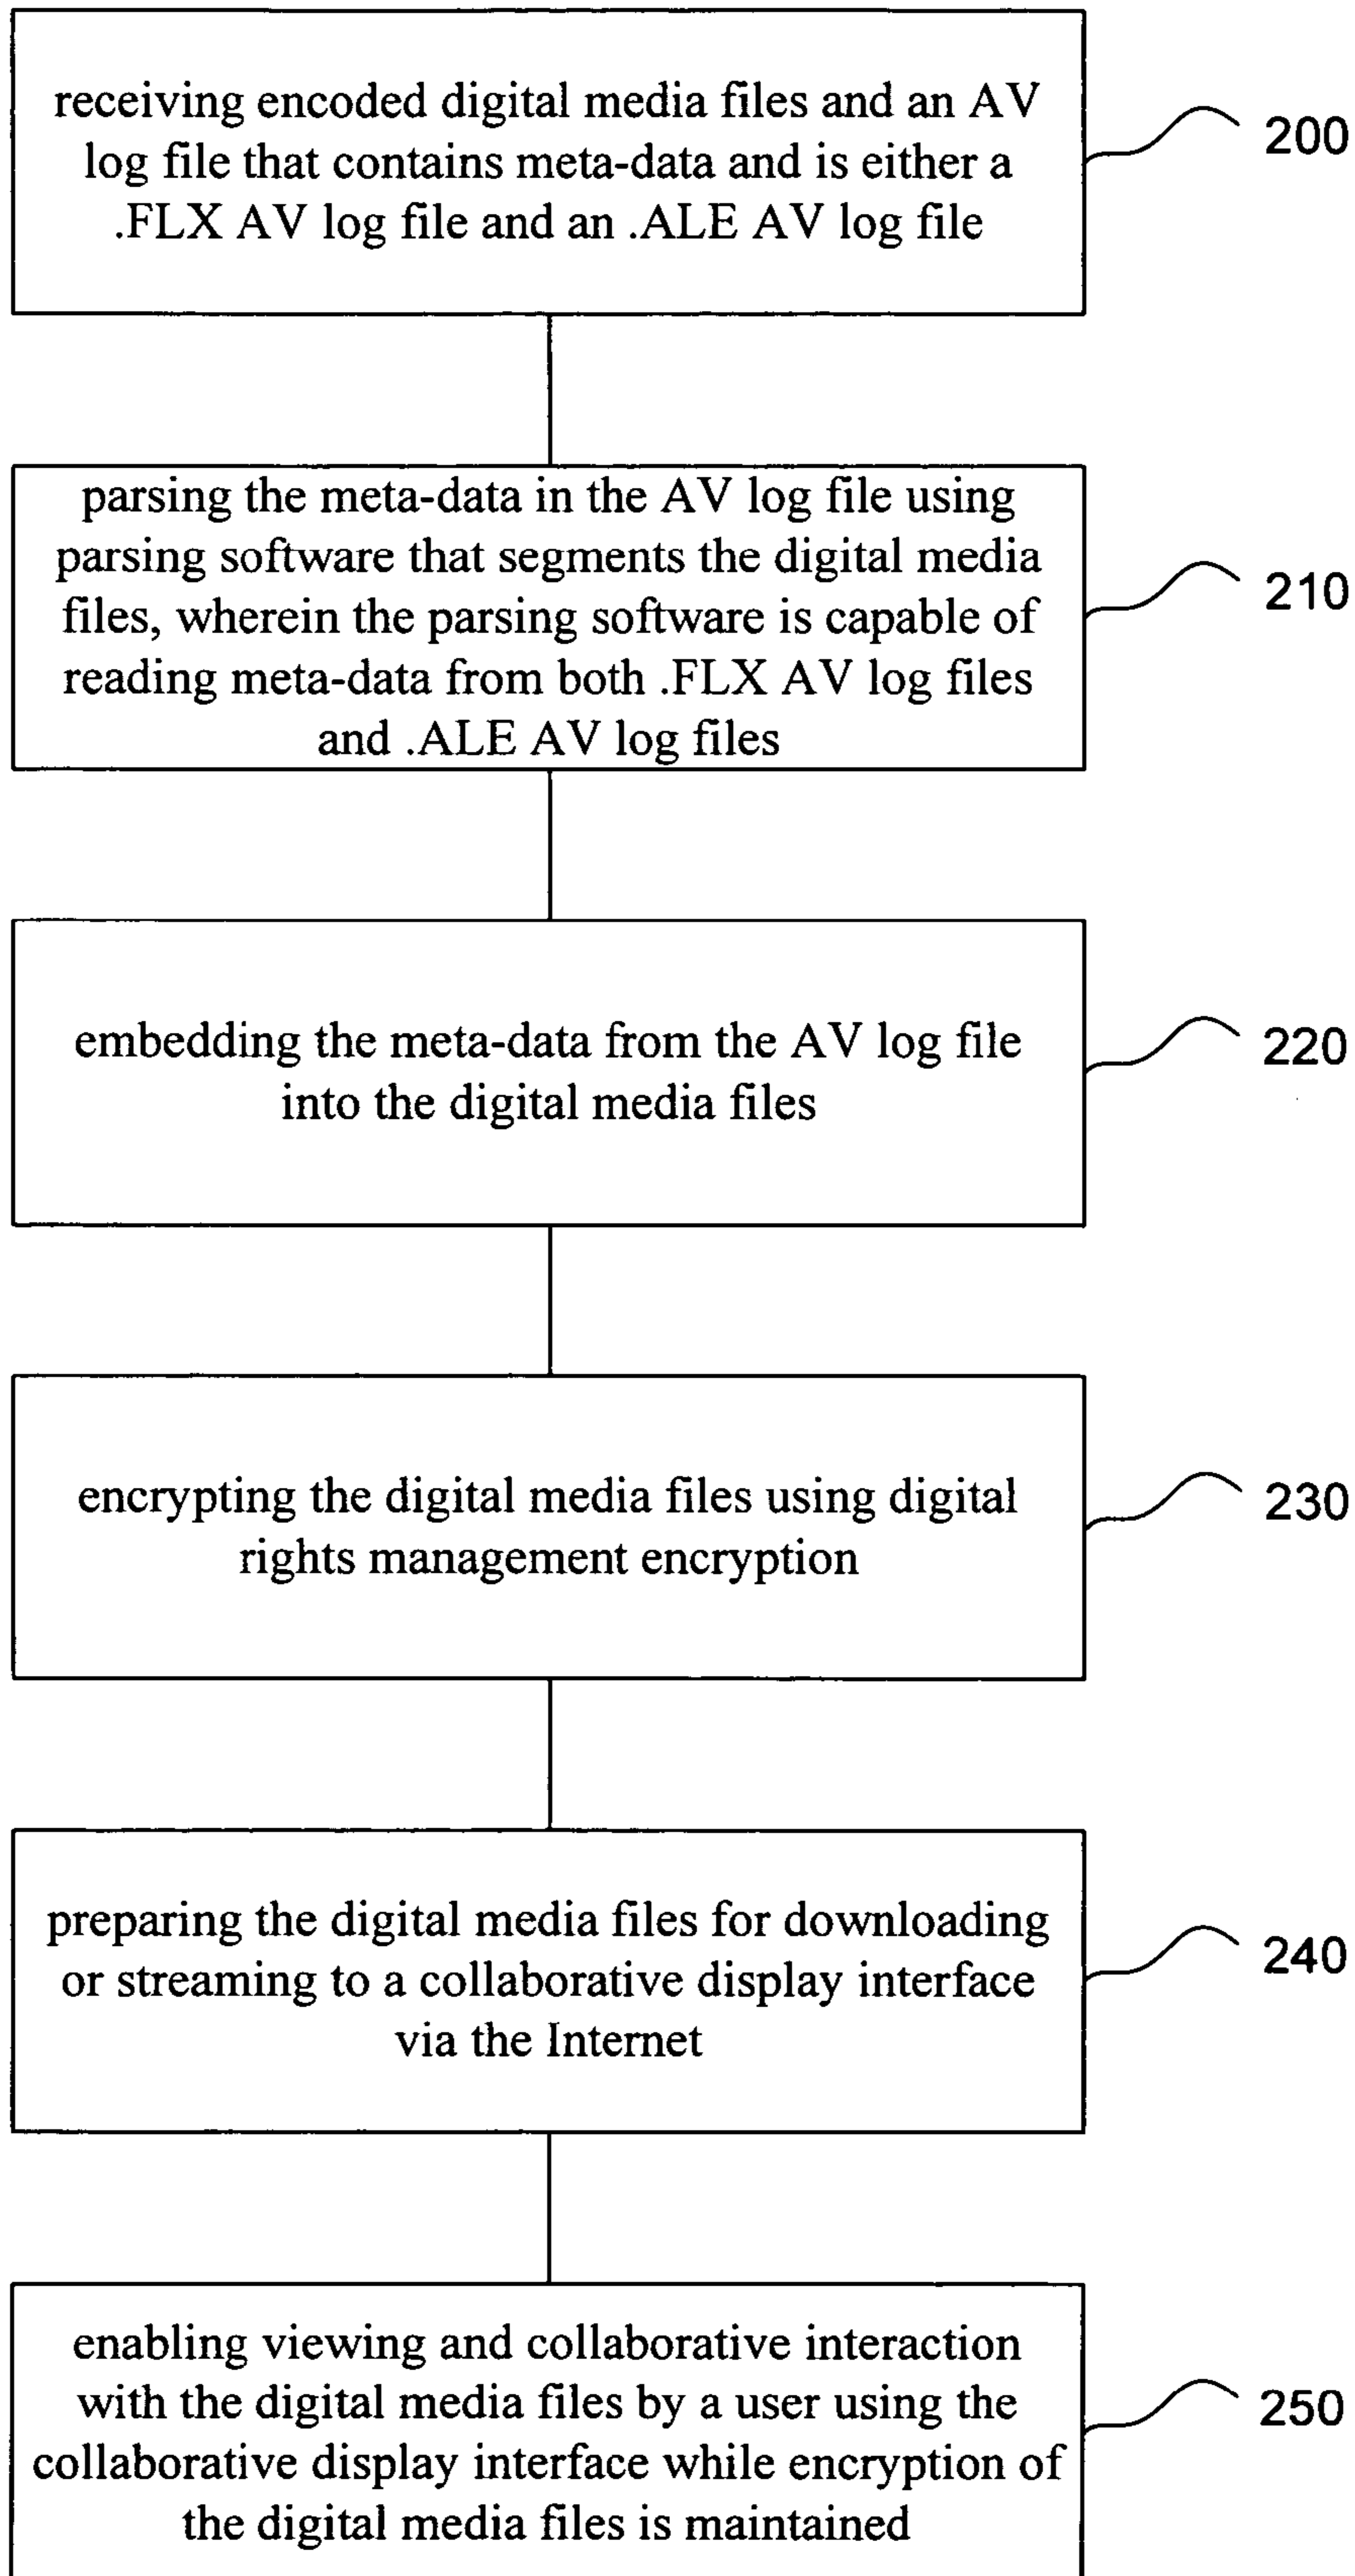 receiving encoded digital media files and an AV
log file that contains meta-data and is either a
.FLX AV log file and an .ALE AV log file
200
parsing the meta-data in the AV log file using
parsing software that segments the digital media
files, wherein the parsing software is capable of
reading meta-data from both .FLX AV log files
and .ALE AV log files
210
embedding the meta-data from the AV log file
into the digital media files
220
encrypting the digital media files using digital
rights management encryption
230
preparing the digital media files for downloading
or streaming to a collaborative display interface
via the Internet
240
enabling viewing and collaborative interaction
with the digital media files by a user using the
collaborative display interface while encryption of
the digital media files is maintained
250